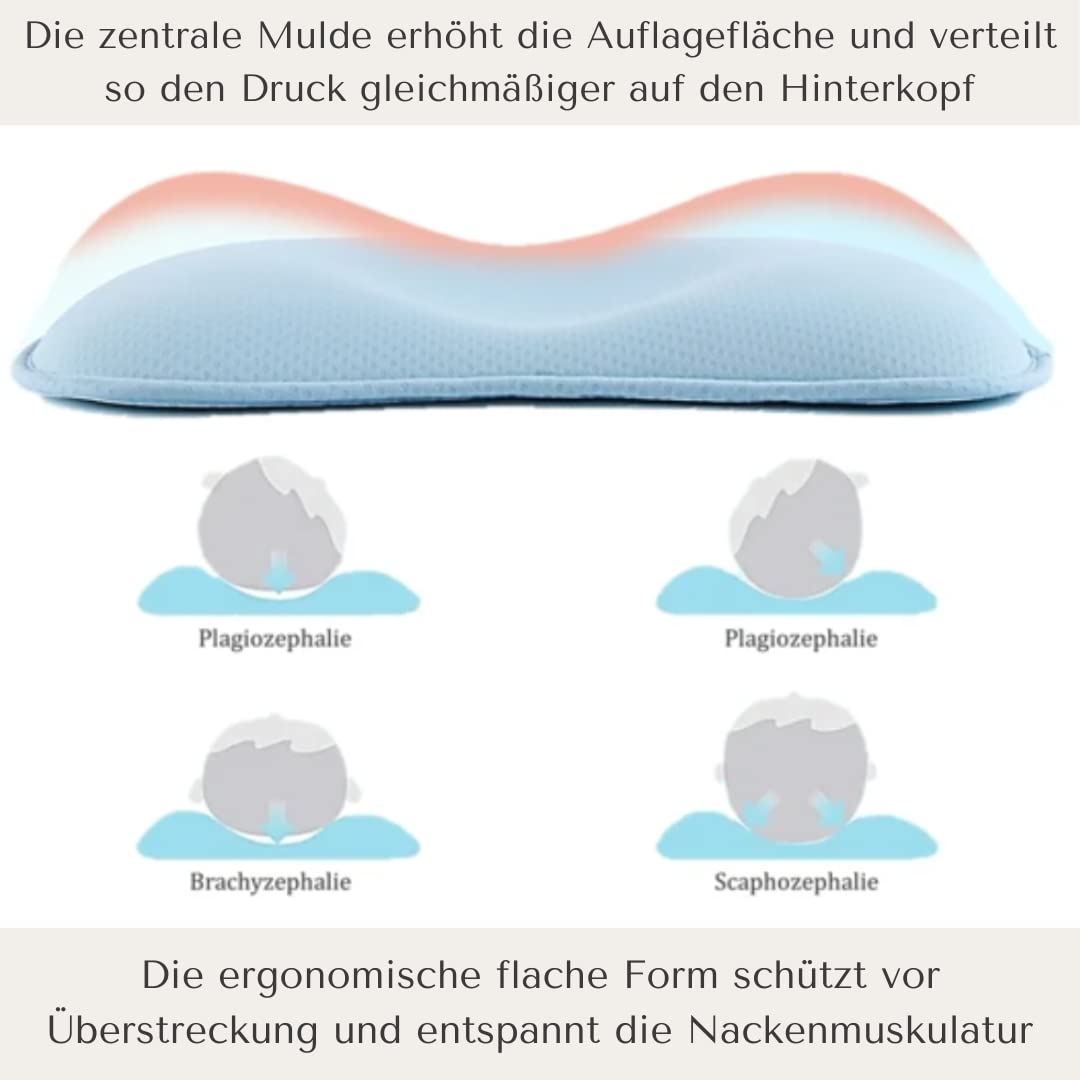 Die zentrale Mulde erhöht die Auflagefläche und verteilt
so den Druck gleichmäßiger auf den Hinterkopf
Plagiozephalie
Plagiozephalie
Brachyzephalie
Scaphozephalie
Die ergonomische flache Form schützt vor
Überstreckung und entspannt die Nackenmuskulatur